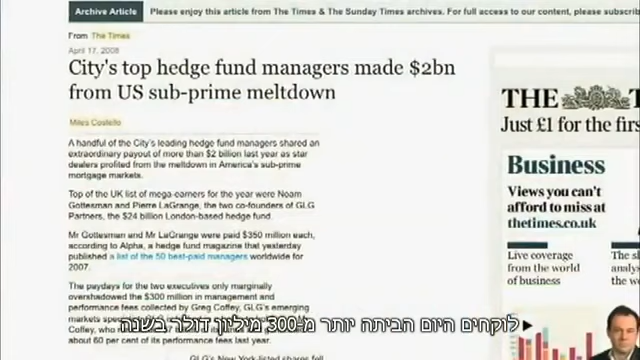 Archive Article
Please enjoy this article from The Times & The Sunday Times archives. For full access to our content, please subscrib
From The Times
April 17, 2008
City's top hedge fund managers made $2bn
from US sub-prime meltdown
Miles Costello
A handful of the City's leading hedge fund managers shared an
extraordinary payout of more than $2 billion last year as star
dealers profited from the meltdown in America's sub-prime
mortgage markets.
Top of the UK list of mega-earners for the year were Noam
Gottesman and Pierre LaGrange, the two co-founders of GLG
Partners, the $24 billion London-based hedge fund.
Mr Gottesman and Mr LaGrange were paid $350 million each,
according to Alpha, a hedge fund magazine that yesterday
published a list of the 50 best-paid managers worldwide for
2007.
The paydays for the two executives only marginally
overshadowed the $300 million in management and
performance fees collected by Greg Coffey, GLG's emerging
markets
Coffey, who
about 60 per cent of its performance fees last year.
GLG's New York-listed shares fell
לוקחים היום הביתה יותר מ-300 מיליון דולר בשנה
THE T
Just £1 for the firs
Business
Views you can't
afford to miss at
thetimes.co.uk
Live coverage
from the world
of business
The sl
analys
the we